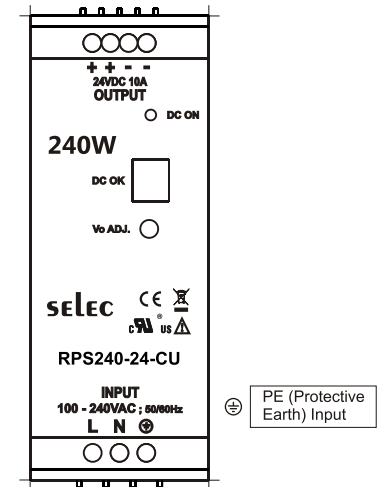 + + - -
24VDC 10A
OUTPUT
DC ON
240W
DC OK
Vo ADJ.
selec CE
c RU ® US
RPS240-24-CU
INPUT
100 - 240VAC ; 50/60Hz
L N
PE (Protective
Earth) Input